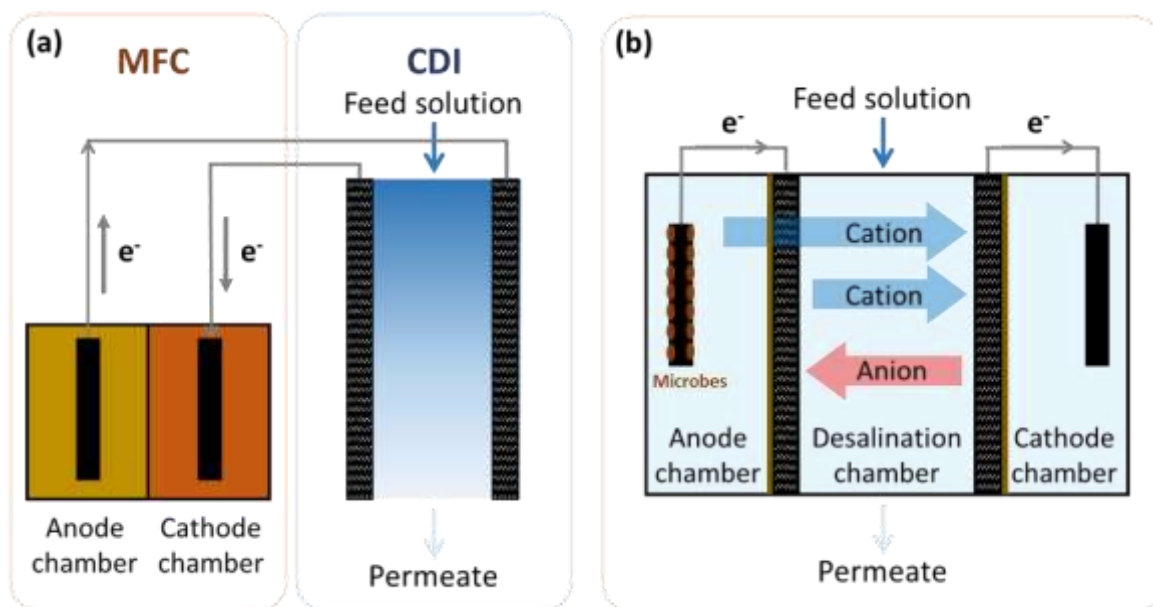 (a)
MFC
CDI
Feed solution
e-
e-
Anode
chamber
Cathode
chamber
Permeate
(b)
Feed solution
e-
e-
Cation
Cation
Anion
Microbes
Anode
chamber
Desalination
chamber
Cathode
chamber
Permeate